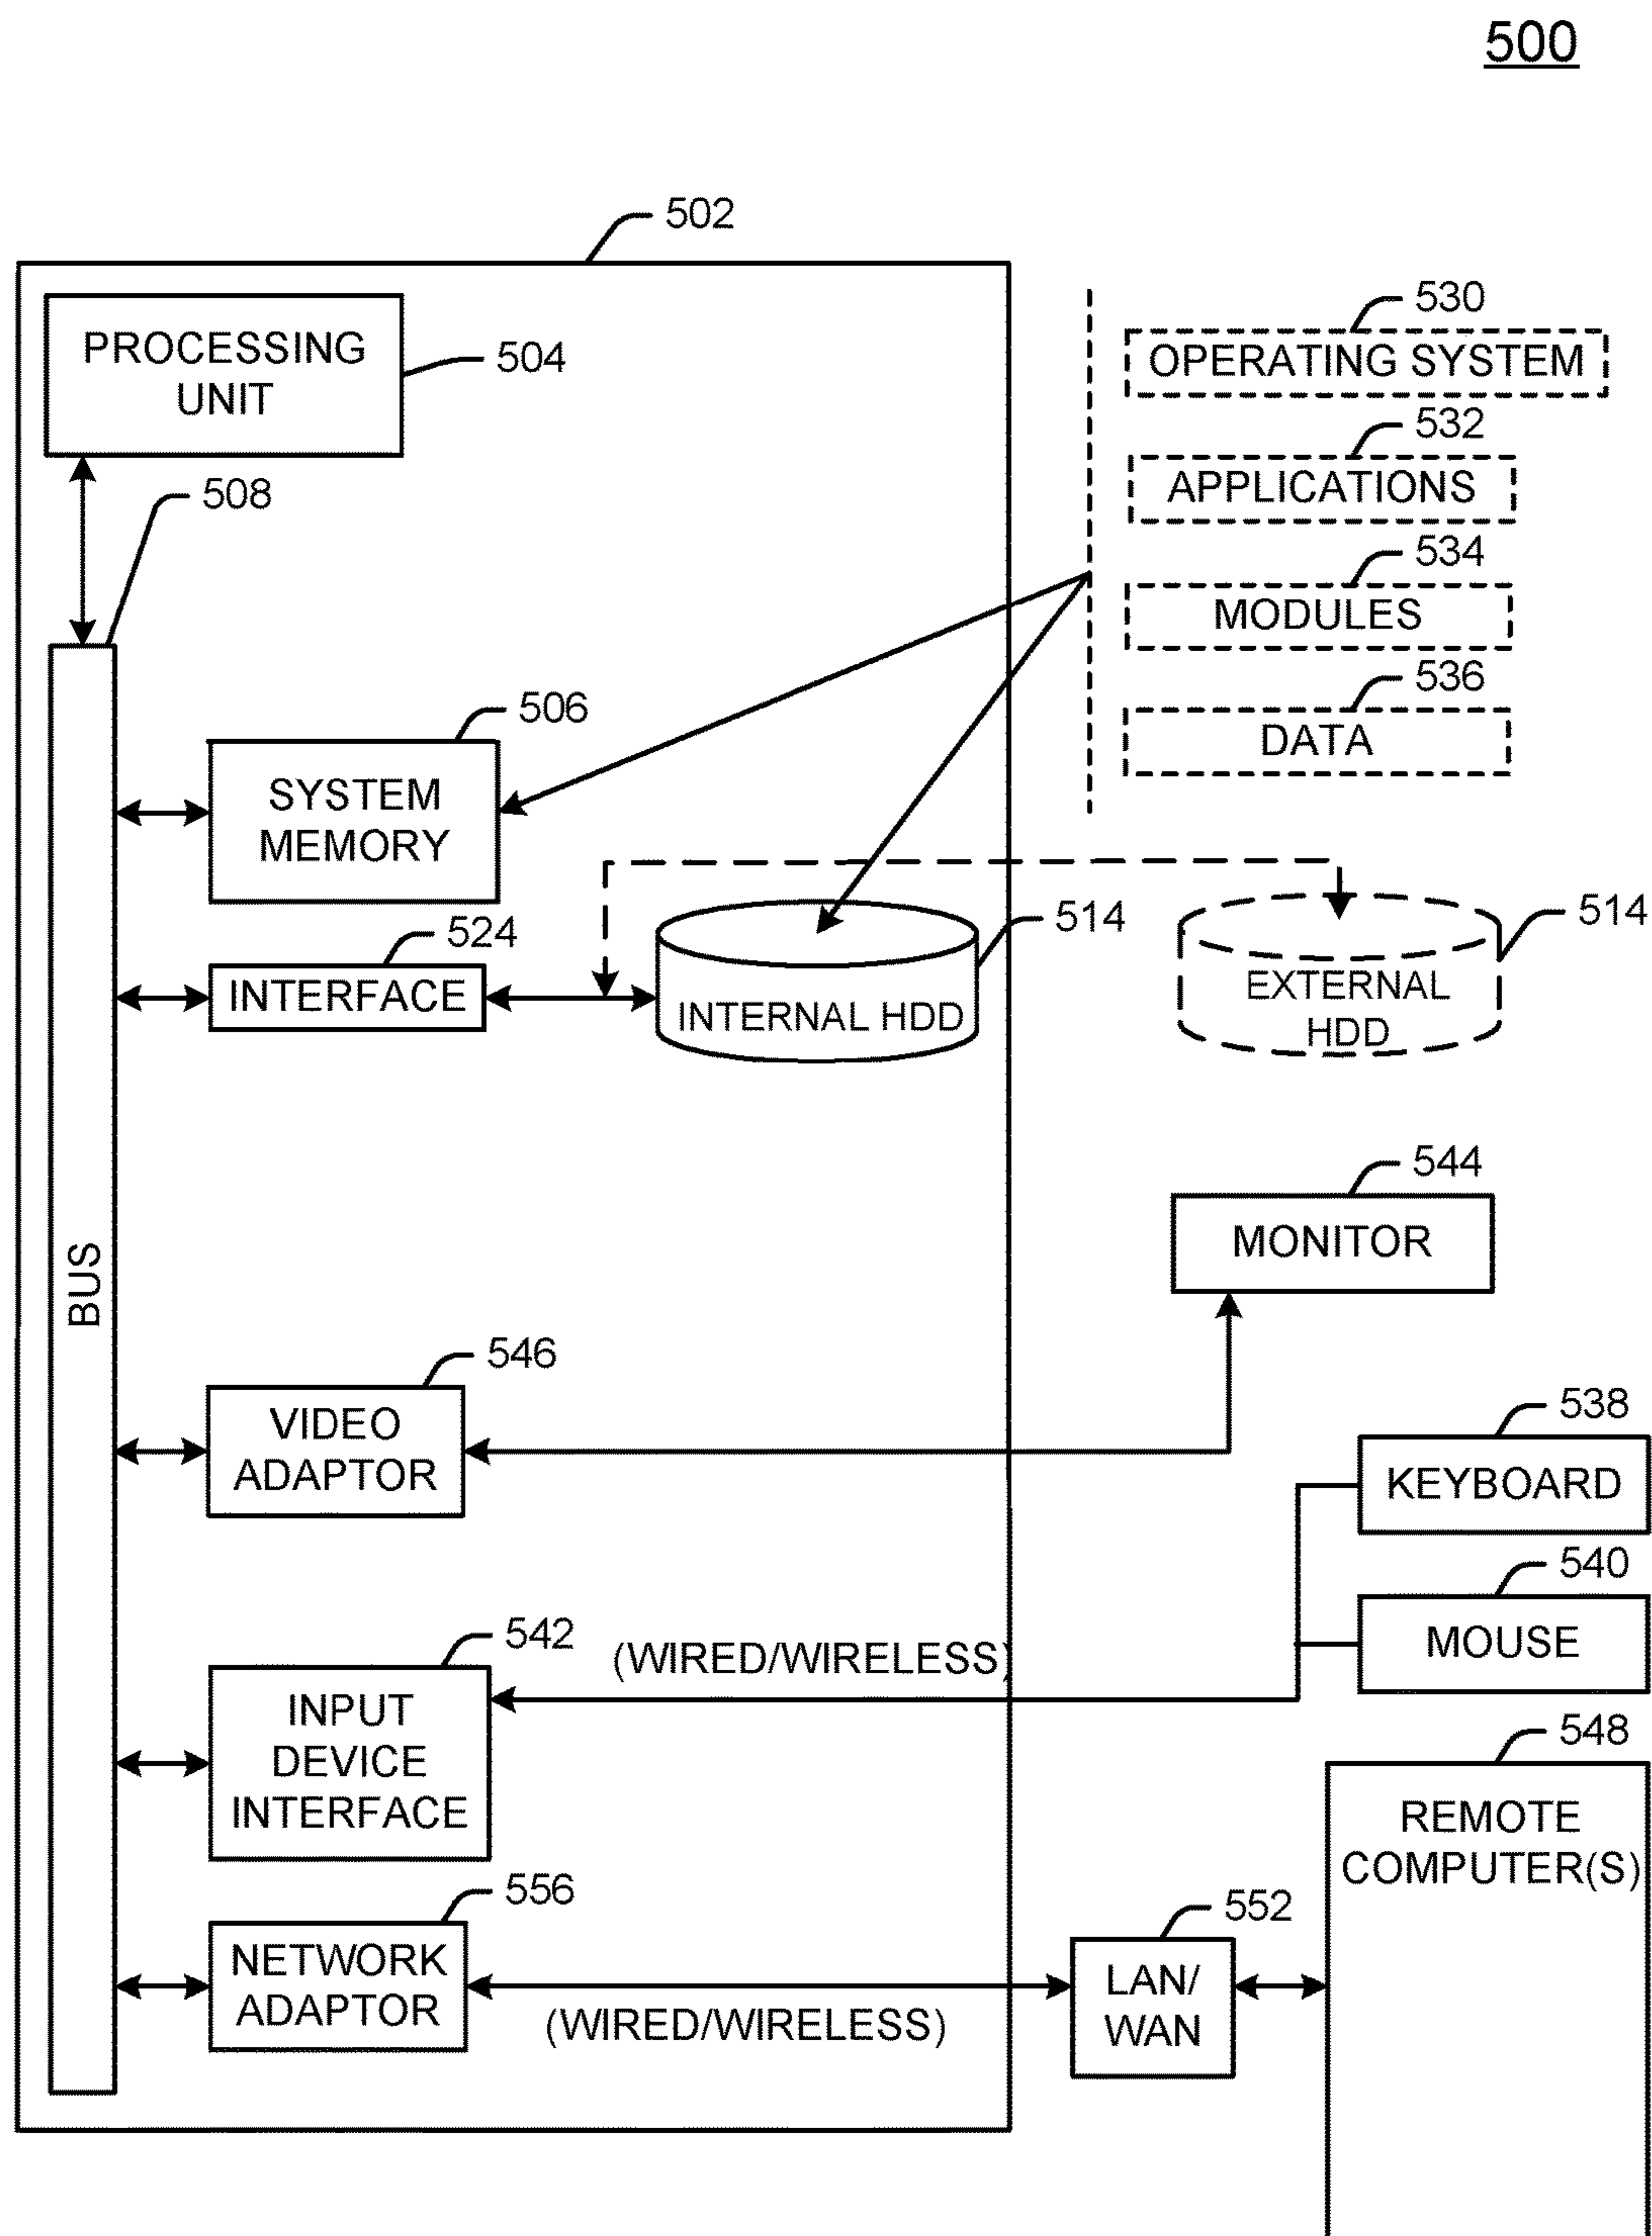 500
502
PROCESSING
UNIT
504
508
530
OPERATING SYSTEM
532
APPLICATIONS
534
MODULES
536
DATA
506
SYSTEM
MEMORY
524
INTERFACE
514
INTERNAL HDD
514
EXTERNAL
HDD
BUS
544
MONITOR
546
VIDEO
ADAPTOR
538
KEYBOARD
540
MOUSE
542
(WIRED/WIRELESS)
INPUT
DEVICE
INTERFACE
548
REMOTE
COMPUTER(S)
556
NETWORK
ADAPTOR
(WIRED/WIRELESS)
552
LAN/
WAN